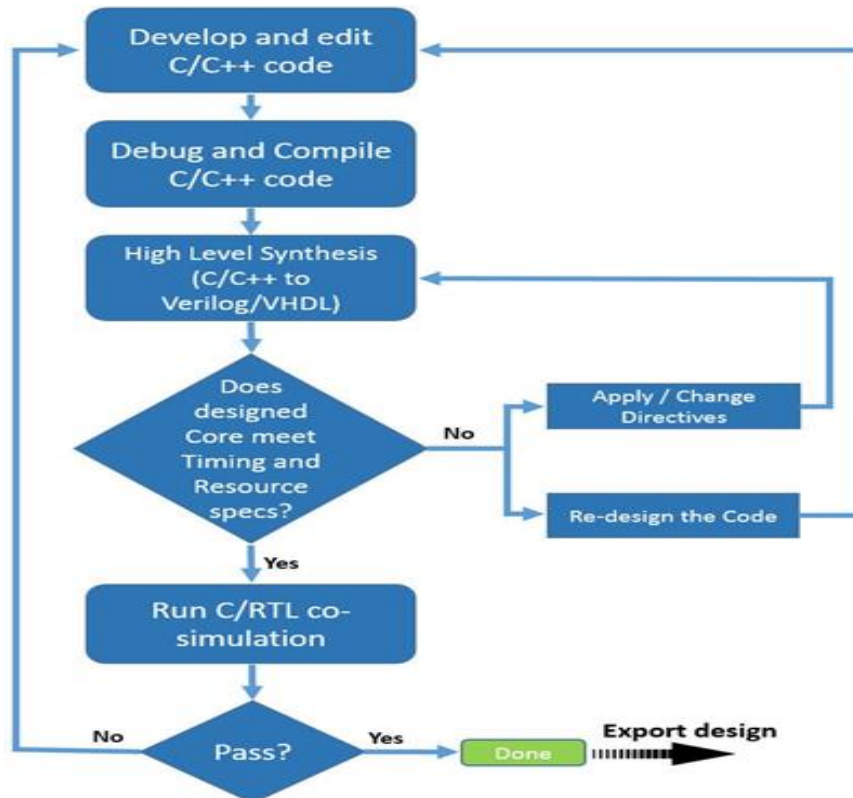 Develop and edit
C/C++ code
Debug and Compile
C/C++ code
High Level Synthesis
(C/C++ to
Verilog/VHDL)
Does
designed
Core meet
Timing and
Resource
specs?
No
Apply / Change
Directives
Re-design the Code
Yes
Run C/RTL co-
simulation
No
Pass?
Yes
Done
Export design